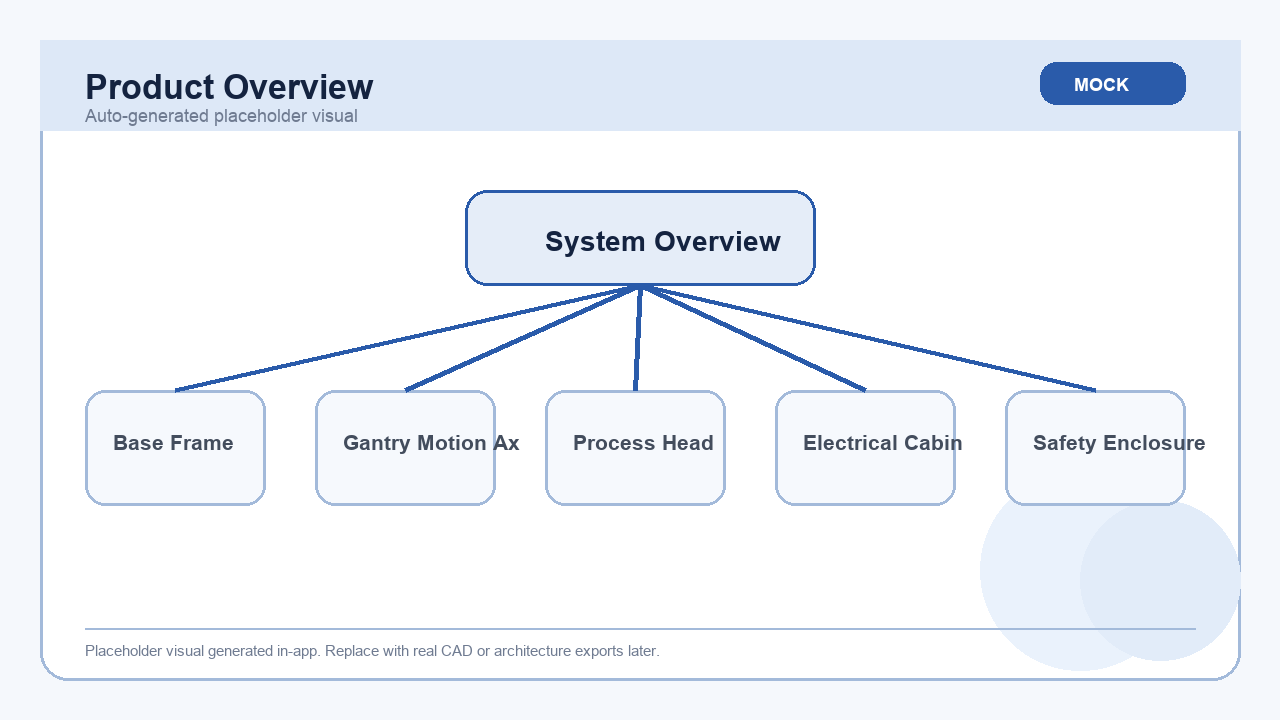 Product Overview
MOCK
Auto-generated placeholder visual
System Overview
Base Frame
Gantry Motion Ax
Process Head
Electrical Cabin
Safety Enclosure
Placeholder visual generated in-app. Replace with real CAD or architecture exports later.